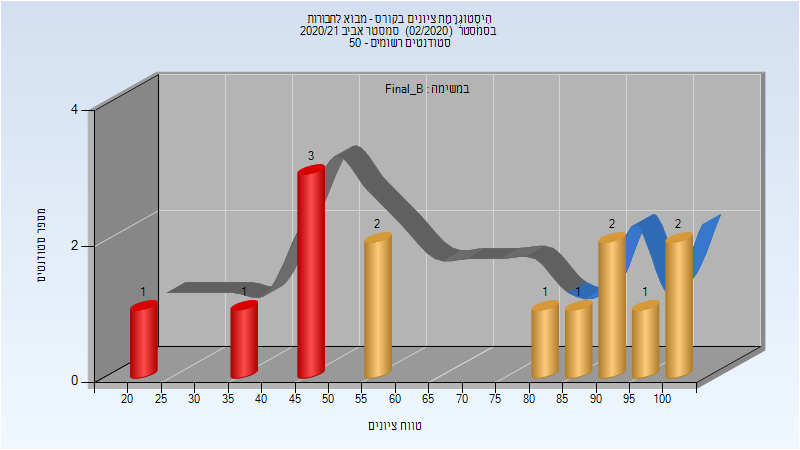 היסטוגרמת ציונים בקורס - מבוא לחבורות
בסמסטר (02/2020) סמסטר אביב 2020/21
סטודנטים רשומים - 50
במשימה : Final_B
מספר סטודנטים
4
2
0
1
1
3
2
1
1
2
1
2
20 25 30 35 40 45 50 55 60 65 70 75 80 85 90 95 100
טווח ציונים